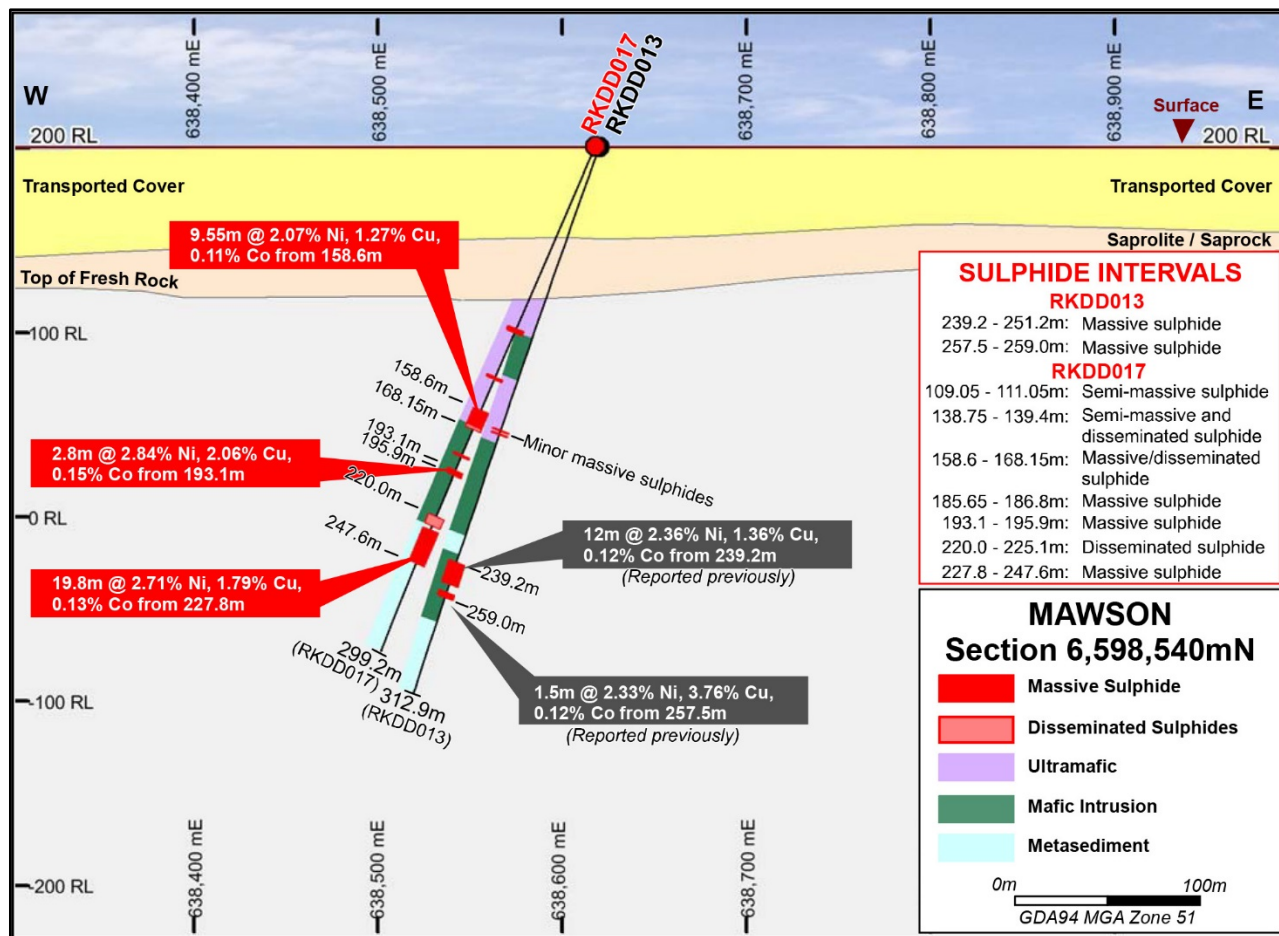 638,400 mE
638,500 mE
RKDD017
RKDD013
638,700 mE
638,800 mE
638,900 mE
W
E
Surface
200 RL
200 RL
Transported Cover
Transported Cover
9.55m @ 2.07% Ni, 1.27% Cu,
0.11% Co from 158.6m
Saprolite / Saprock
Top of Fresh Rock
100 RL
158.6m
168.15m
193.1m
195.9m
Minor massive sulphides
2.8m @ 2.84% Ni, 2.06% Cu,
0.15% Co from 193.1m
220.0m
0 RL
247.6m
12m @ 2.36% Ni, 1.36% Cu,
0.12% Co from 239.2m
(Reported previously)
239.2m
19.8m @ 2.71% Ni, 1.79% Cu,
0.13% Co from 227.8m
259.0m
299.2m
(RKDD017)
312.9m
(RKDD013)
1.5m @ 2.33% Ni, 3.76% Cu,
0.12% Co from 257.5m
(Reported previously)
-100 RL
-200 RL
638,400 mE
638,500 mE
638,600 mE
638,700 mE
SULPHIDE INTERVALS
RKDD013
239.2 - 251.2m: Massive sulphide
257.5 - 259.0m: Massive sulphide
RKDD017
109.05 - 111.05m: Semi-massive sulphide
138.75 - 139.4m: Semi-massive and
disseminated sulphide
158.6 - 168.15m: Massive/disseminated
sulphide
185.65 - 186.8m: Massive sulphide
193.1 - 195.9m: Massive sulphide
220.0 - 225.1m: Disseminated sulphide
227.8 - 247.6m: Massive sulphide
MAWSON
Section 6,598,540mN
Massive Sulphide
Disseminated Sulphides
Ultramafic
Mafic Intrusion
Metasediment
0m 100m
GDA94 MGA Zone 51